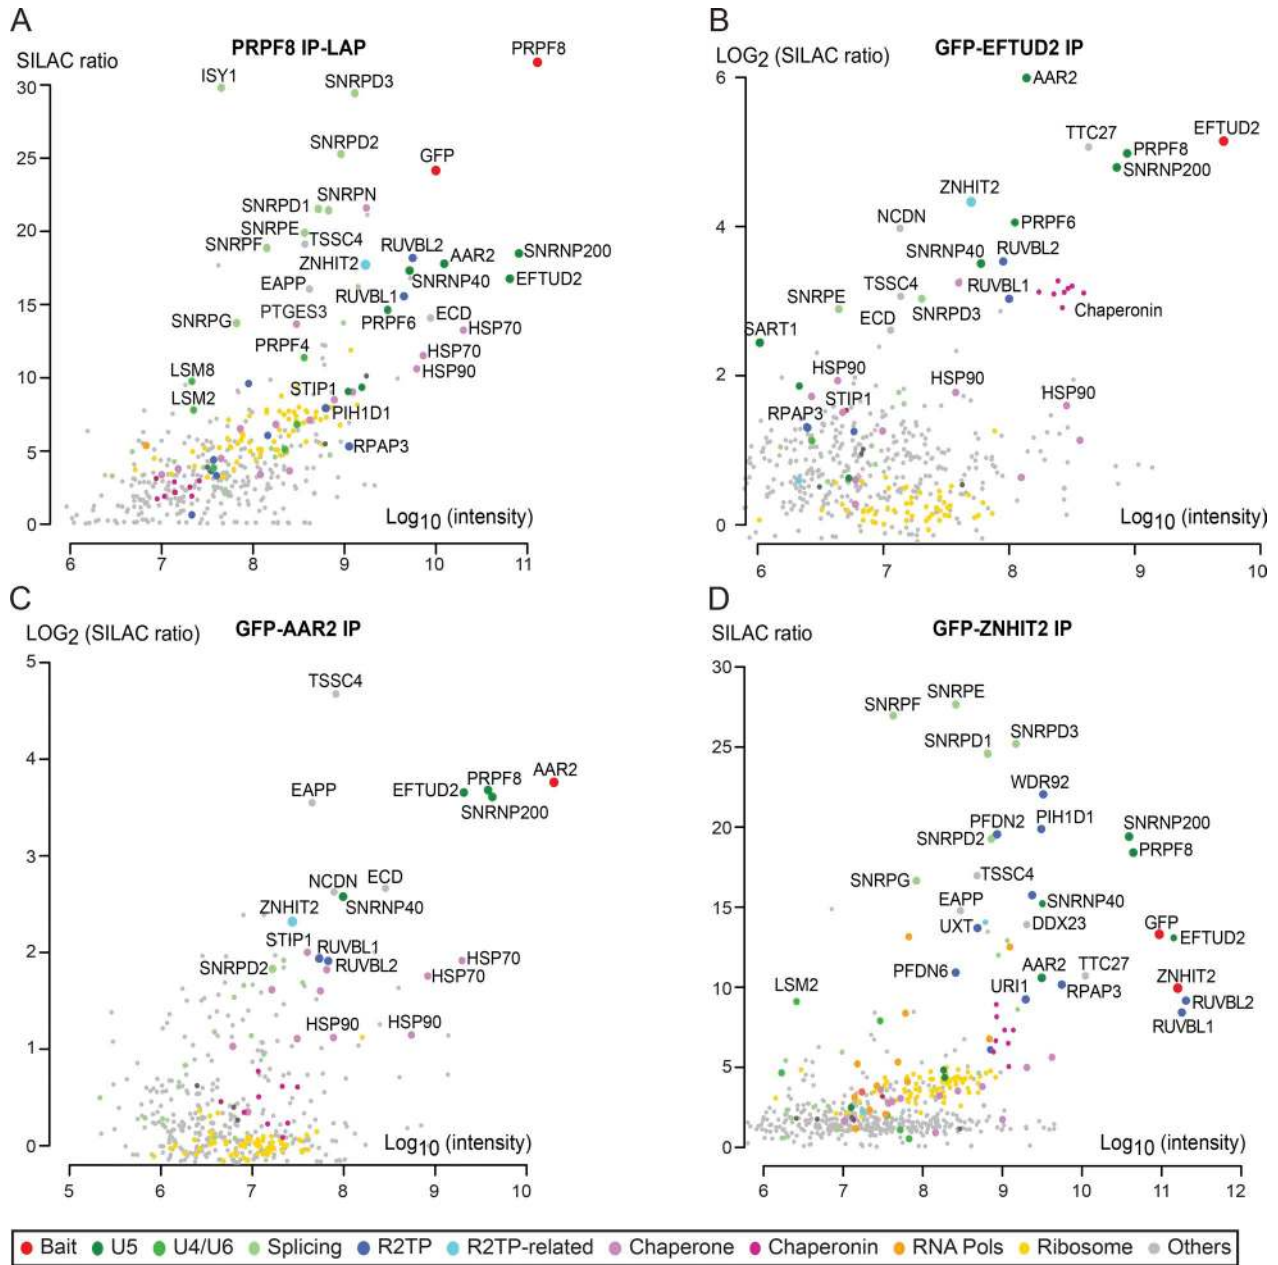 A
PRPF8 IP-LAP
SILAC ratio
PRPF8
ISY1
SNRPD3
SNRPD2
GFP
SNRPN
SNRPD1
SNRPE
TSSC4
SNRPF
RUVBL2
AAR2
SNRNP200
ZNHIT2
SNRNP40
EFTUD2
EAPP
RUVBL1
PTGES3
PRPF6
ECD
HSP70
SNRPG
PRPF4
HSP70
HSP90
LSM8
STIP1
LSM2
PIH1D1
RPAP3
30
25
20
15
10
5
0
Log10 (intensity)
6 7 8 9 10 11
B
GFP-EFTUD2 IP
LOG2 (SILAC ratio)
AAR2
TTC27
EFTUD2
PRPF8
SNRNP200
ZNHIT2
NCDN
PRPF6
SNRNP40
RUVBL2
TSSC4
RUVBL1
SNRPE
SNRPD3
Chaperonin
ECD
SART1
HSP90
HSP90
HSP90
STIP1
RPAP3
6
4
2
0
Log10 (intensity)
6 7 8 9 10
C
GFP-AAR2 IP
LOG2 (SILAC ratio)
TSSC4
EAPP
EFTUD2
PRPF8
AAR2
SNRNP200
NCDN
ECD
SNRNP40
ZNHIT2
STIP1
RUVBL1
HSP70
SNRPD2
RUVBL2
HSP70
HSP90
HSP90
5
4
3
2
1
0
Log10 (intensity)
5 6 7 8 9 10
D
GFP-ZNHIT2 IP
SILAC ratio
SNRPF
SNRPE
SNRPD1
SNRPD3
WDR92
PFDN2
PIH1D1
SNRNP200
SNRPD2
PRPF8
SNRPG
TSSC4
EAPP
SNRNP40
UXT
DDX23
GFP
EFTUD2
PFDN6
AAR2
TTC27
ZNHIT2
LSM2
URI1
RPAP3
RUVBL2
RUVBL1
30
25
20
15
10
5
0
Log10 (intensity)
6 7 8 9 10 11 12
Bait U5 U4/U6 Splicing R2TP R2TP-related Chaperone Chaperonin RNA Pols Ribosome Others